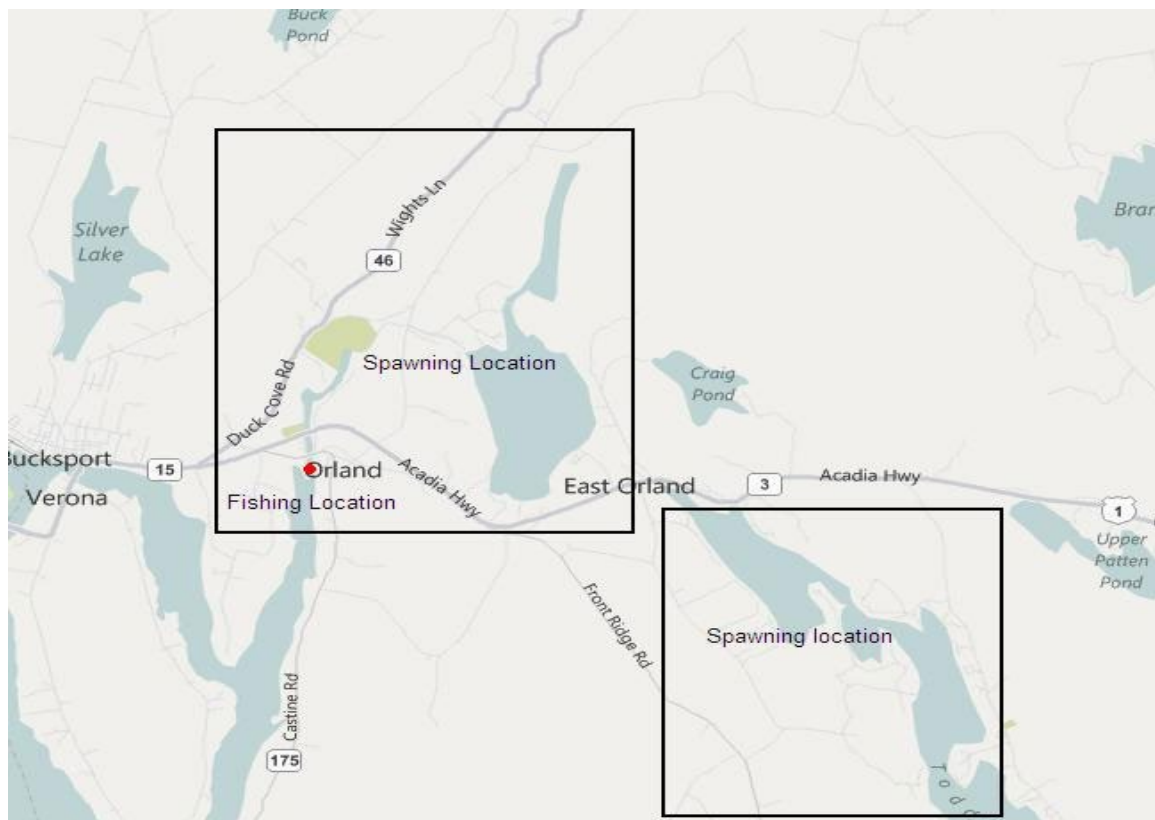 Buck
Pond
Wights Ln
Silver
Lake
46
Spawning Location
Duck Cove Rd
Craig
Pond
Bucksport
15
Orland
Verona
Fishing Location
Acadia Hwy
East Orland
3
Acadia Hwy
1
Upper
Patten
Pond
Front Ridge Rd
Spawning location
Castine Rd
175
Bran
Todd